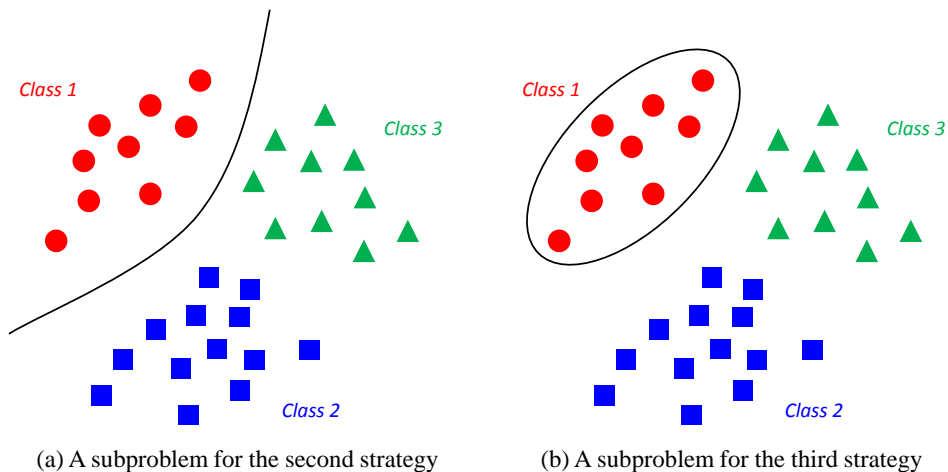 Class 1
Class 3
Class 2
(a) A subproblem for the second strategy
Class 1
Class 3
Class 2
(b) A subproblem for the third strategy